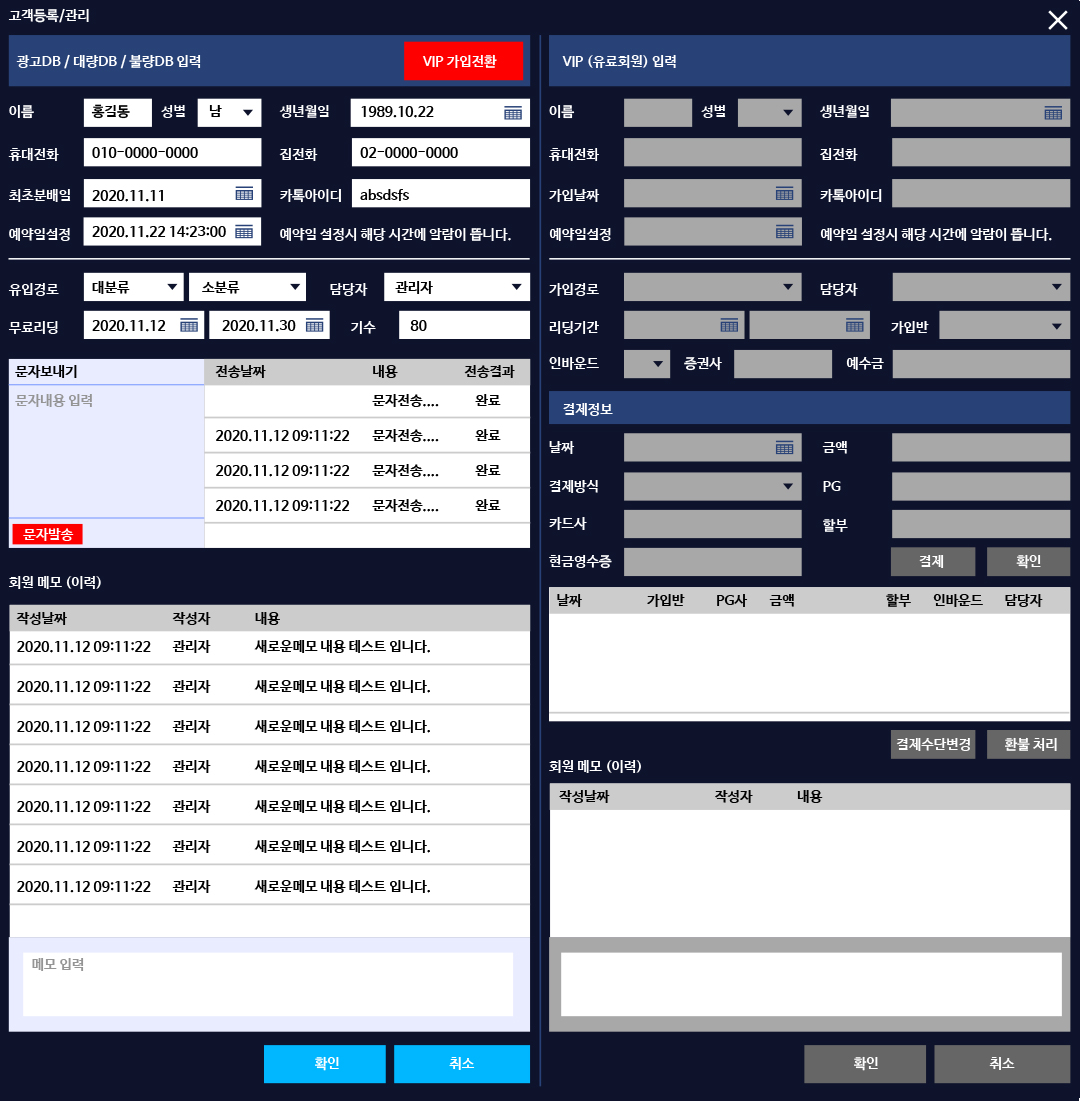 고객등록/관리
광고DB / 대량DB / 불량DB 입력
VIP 가입전환
이름 홍길동 성별 남 생년월일 1989.10.22
휴대전화 010-0000-0000 집전화 02-0000-0000
최초분배일 2020.11.11 카톡아이디 absdsfs
예약일설정 2020.11.22 14:23:00 예약일 설정시 해당 시간에 알람이 뜹니다.
유입경로 대분류 소분류 담당자 관리자
무료리딩 2020.11.12 2020.11.30 기수 80
문자보내기
문자내용 입력
문자발송
전송날짜 내용 전송결과
문자전송.... 완료
2020.11.12 09:11:22 문자전송.... 완료
2020.11.12 09:11:22 문자전송.... 완료
2020.11.12 09:11:22 문자전송.... 완료
회원 메모 (이력)
작성날짜 작성자 내용
2020.11.12 09:11:22 관리자 새로운메모 내용 테스트 입니다.
2020.11.12 09:11:22 관리자 새로운메모 내용 테스트 입니다.
2020.11.12 09:11:22 관리자 새로운메모 내용 테스트 입니다.
2020.11.12 09:11:22 관리자 새로운메모 내용 테스트 입니다.
2020.11.12 09:11:22 관리자 새로운메모 내용 테스트 입니다.
2020.11.12 09:11:22 관리자 새로운메모 내용 테스트 입니다.
2020.11.12 09:11:22 관리자 새로운메모 내용 테스트 입니다.
메모 입력
확인 취소
VIP (유료회원) 입력
이름 성별 생년월일
휴대전화 집전화
가입날짜 카톡아이디
예약일설정 예약일 설정시 해당 시간에 알람이 뜹니다.
가입경로 담당자
리딩기간 가입반
인바운드 증권사 예수금
결제정보
날짜 금액
결제방식 PG
카드사 할부
현금영수증 결제 확인
날짜 가입반 PG사 금액 할부 인바운드 담당자
결제수단변경 환불 처리
회원 메모 (이력)
작성날짜 작성자 내용
확인 취소